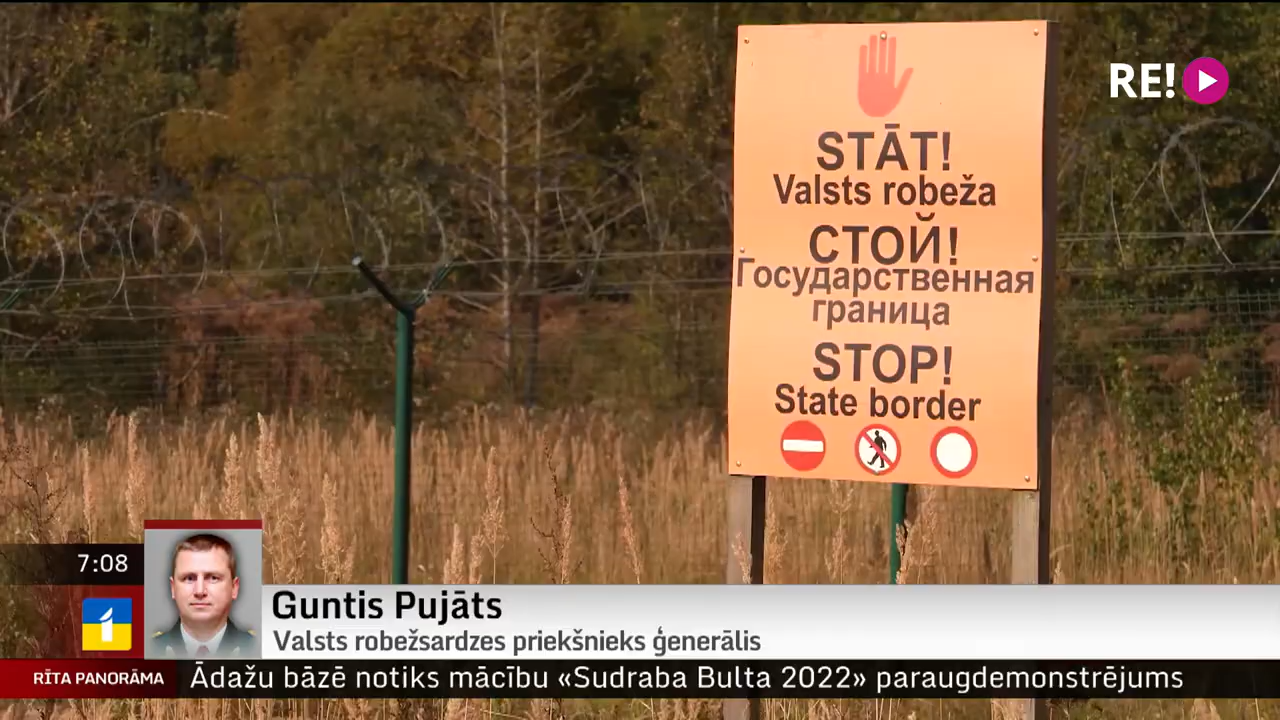 RE!
STĀT!
Valsts robeža
СТОЙ!
Государственная
граница
STOP!
State border
7:08
1
Guntis Pujāts
Valsts robežsardzes priekšnieks ģenerālis
RĪTA PANORĀMA
Ādažu bāzē notiks mācību «Sudraba Bulta 2022» paraugdemonstrējums